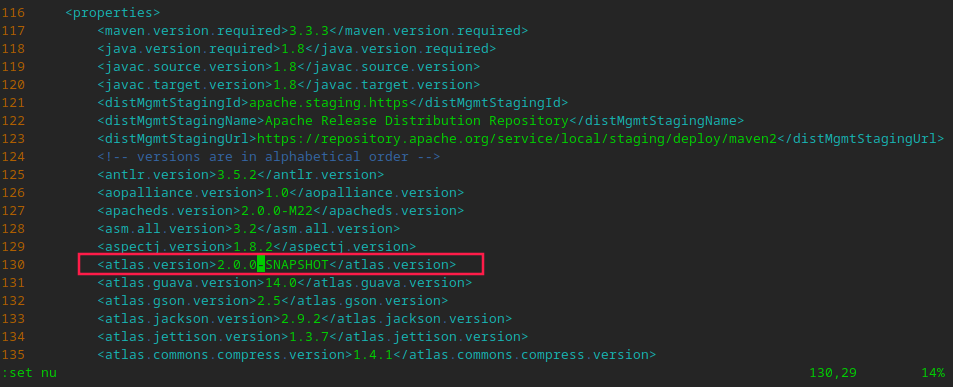 116     <properties>
117         <maven.version.required>3.3.3</maven.version.required>
118         <java.version.required>1.8</java.version.required>
119         <javac.source.version>1.8</javac.source.version>
120         <javac.target.version>1.8</javac.target.version>
121         <distMgmtStagingId>apache.staging.https</distMgmtStagingId>
122         <distMgmtStagingName>Apache Release Distribution Repository</distMgmtStagingName>
123         <distMgmtStagingUrl>https://repository.apache.org/service/local/staging/deploy/maven2</distMgmtStagingUrl>
124         <!-- versions are in alphabetical order -->
125         <antlr.version>3.5.2</antlr.version>
126         <aopalliance.version>1.0</aopalliance.version>
127         <apacheds.version>2.0.0-M22</apacheds.version>
128         <asm.all.version>3.2</asm.all.version>
129         <aspectj.version>1.8.2</aspectj.version>
130         <atlas.version>2.0.0-SNAPSHOT</atlas.version>
131         <atlas.guava.version>14.0</atlas.guava.version>
132         <atlas.gson.version>2.5</atlas.gson.version>
133         <atlas.jackson.version>2.9.2</atlas.jackson.version>
134         <atlas.jettison.version>1.3.7</atlas.jettison.version>
135         <atlas.commons.compress.version>1.4.1</atlas.commons.compress.version>
:set nu 130,29 14%